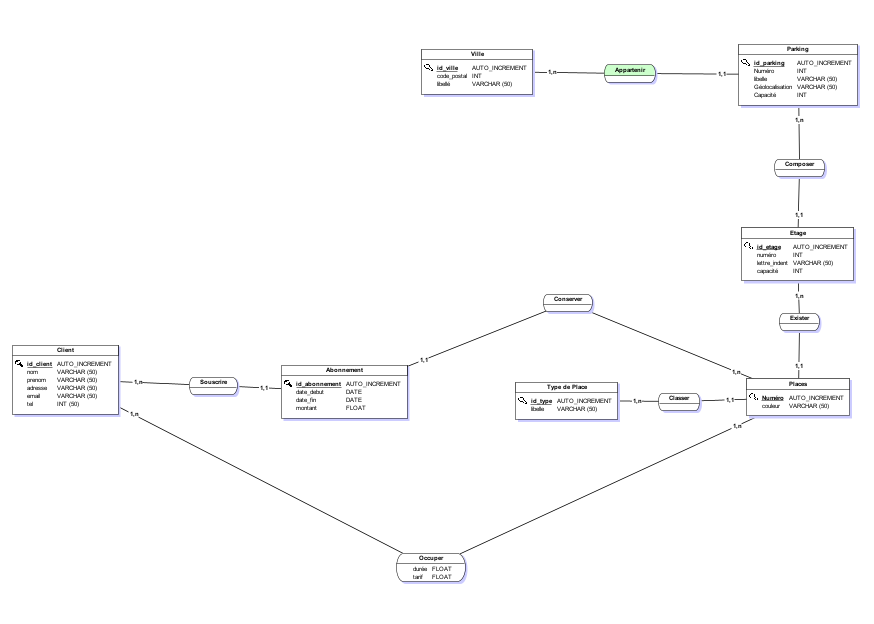 Ville
id_ville AUTO_INCREMENT
code_postal INT
libellé VARCHAR (50)
1,n
Appartenir
1,1
Parking
id_parking AUTO_INCREMENT
Numéro INT
libelle VARCHAR (50)
Géolocalisation VARCHAR (50)
Capacité INT
1,n
Composer
1,1
Etage
id_etage AUTO_INCREMENT
numéro INT
lettre_indent VARCHAR (50)
capacité INT
1,n
Exister
1,1
Conserver
1,1
1,n
Client
id_client AUTO_INCREMENT
nom VARCHAR (50)
prenom VARCHAR (50)
adresse VARCHAR (50)
email VARCHAR (50)
tel INT (50)
1,n
Souscrire
1,1
Abonnement
id_abonnement AUTO_INCREMENT
date_debut DATE
date_fin DATE
montant FLOAT
Type de Place
id_type AUTO_INCREMENT
libelle VARCHAR (50)
1,n
Classer
1,1
Places
Numéro AUTO_INCREMENT
couleur VARCHAR (50)
1,n
1,n
Occuper
durée FLOAT
tarif FLOAT